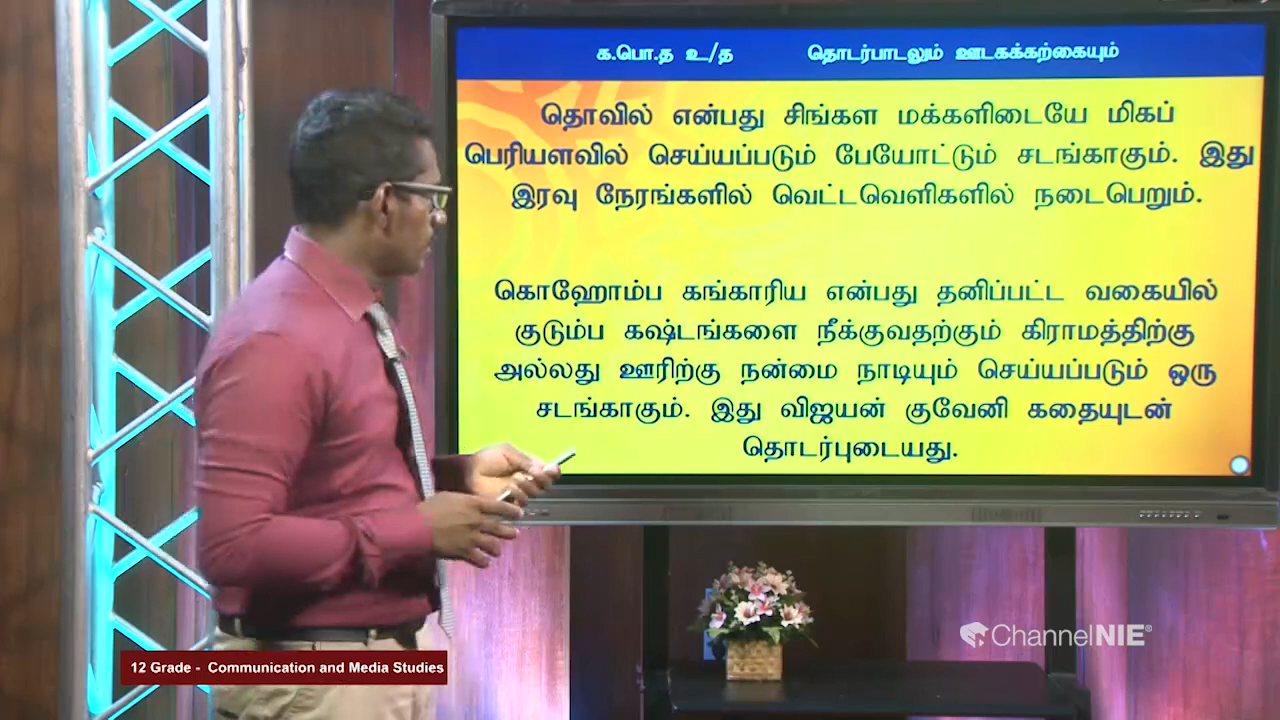 க.பொ.த உ/த தொடர்பாடலும் ஊடகக்கற்கையும்
தொவில் என்பது சிங்கள மக்களிடையே மிகப்
பெரியளவில் செய்யப்படும் பேயோட்டும் சடங்காகும். இது
இரவு நேரங்களில் வெட்டவெளிகளில் நடைபெறும்.
கொஹோம்ப கங்காரிய என்பது தனிப்பட்ட வகையில்
குடும்ப கஷ்டங்களை நீக்குவதற்கும் கிராமத்திற்கு
அல்லது ஊரிற்கு நன்மை நாடியும் செய்யப்படும் ஒரு
சடங்காகும். இது விஜயன் குவேனி கதையுடன்
தொடர்புடையது.
ChannelNIE®
12 Grade - Communication and Media Studies